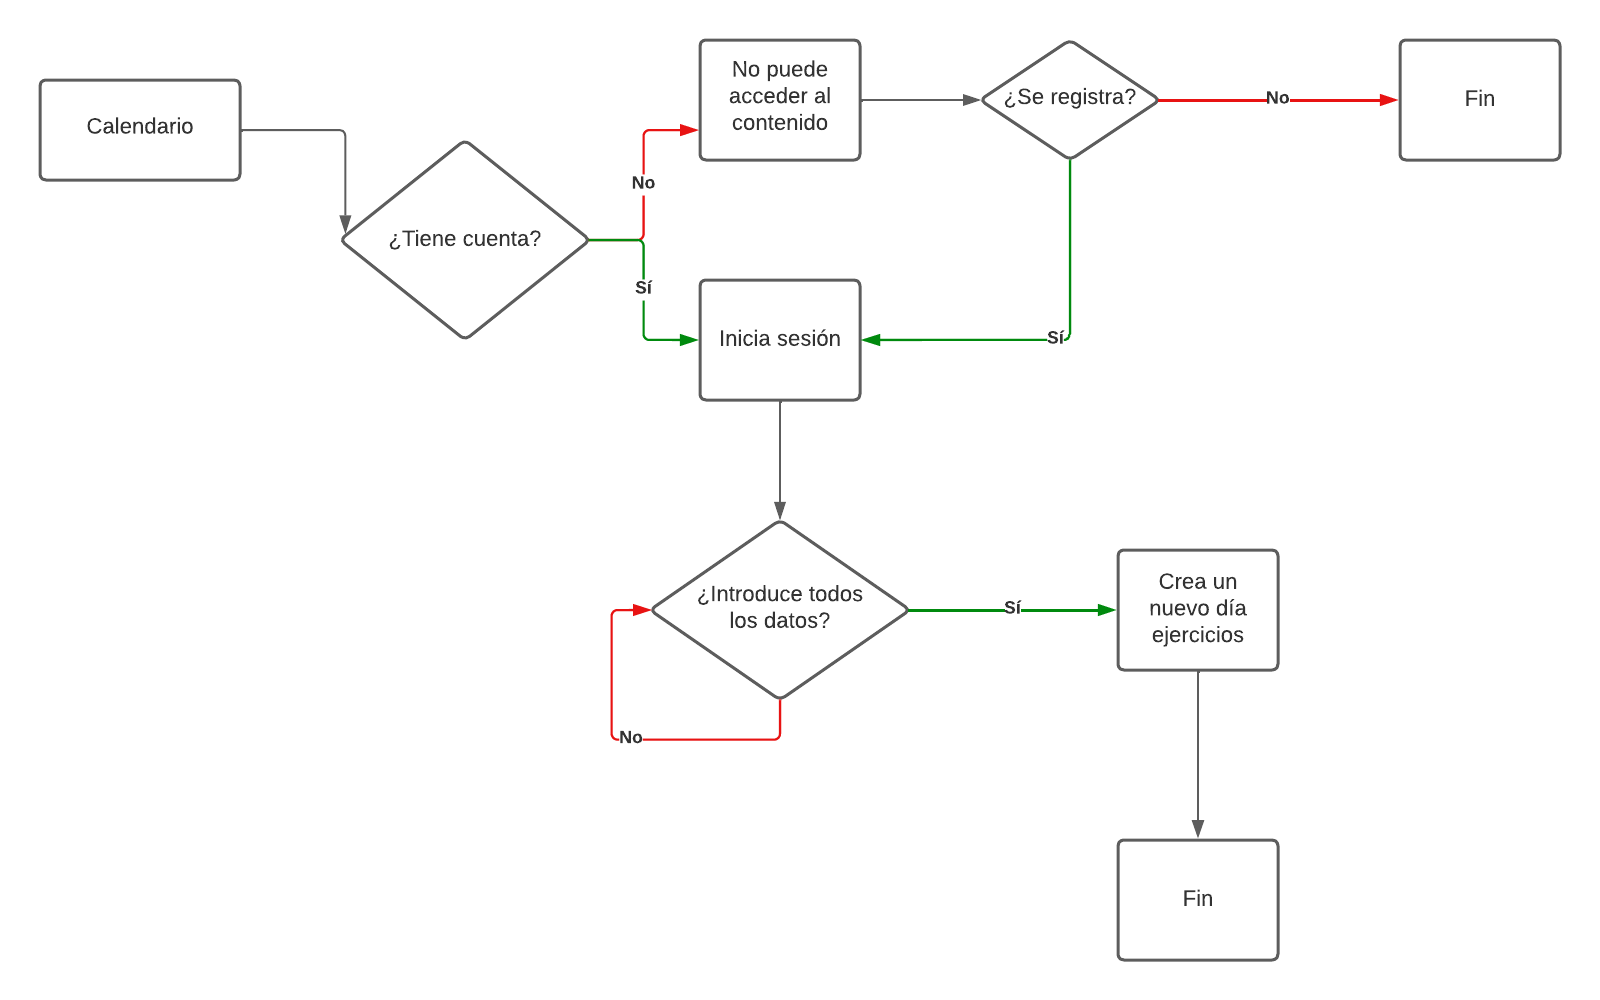 Calendario
¿Tiene cuenta?
No
Sí
No puede
acceder al
contenido
¿Se registra?
No
Fin
Inicia sesión
Sí
¿Introduce todos
los datos?
No
Sí
Crea un
nuevo día
ejercicios
Fin